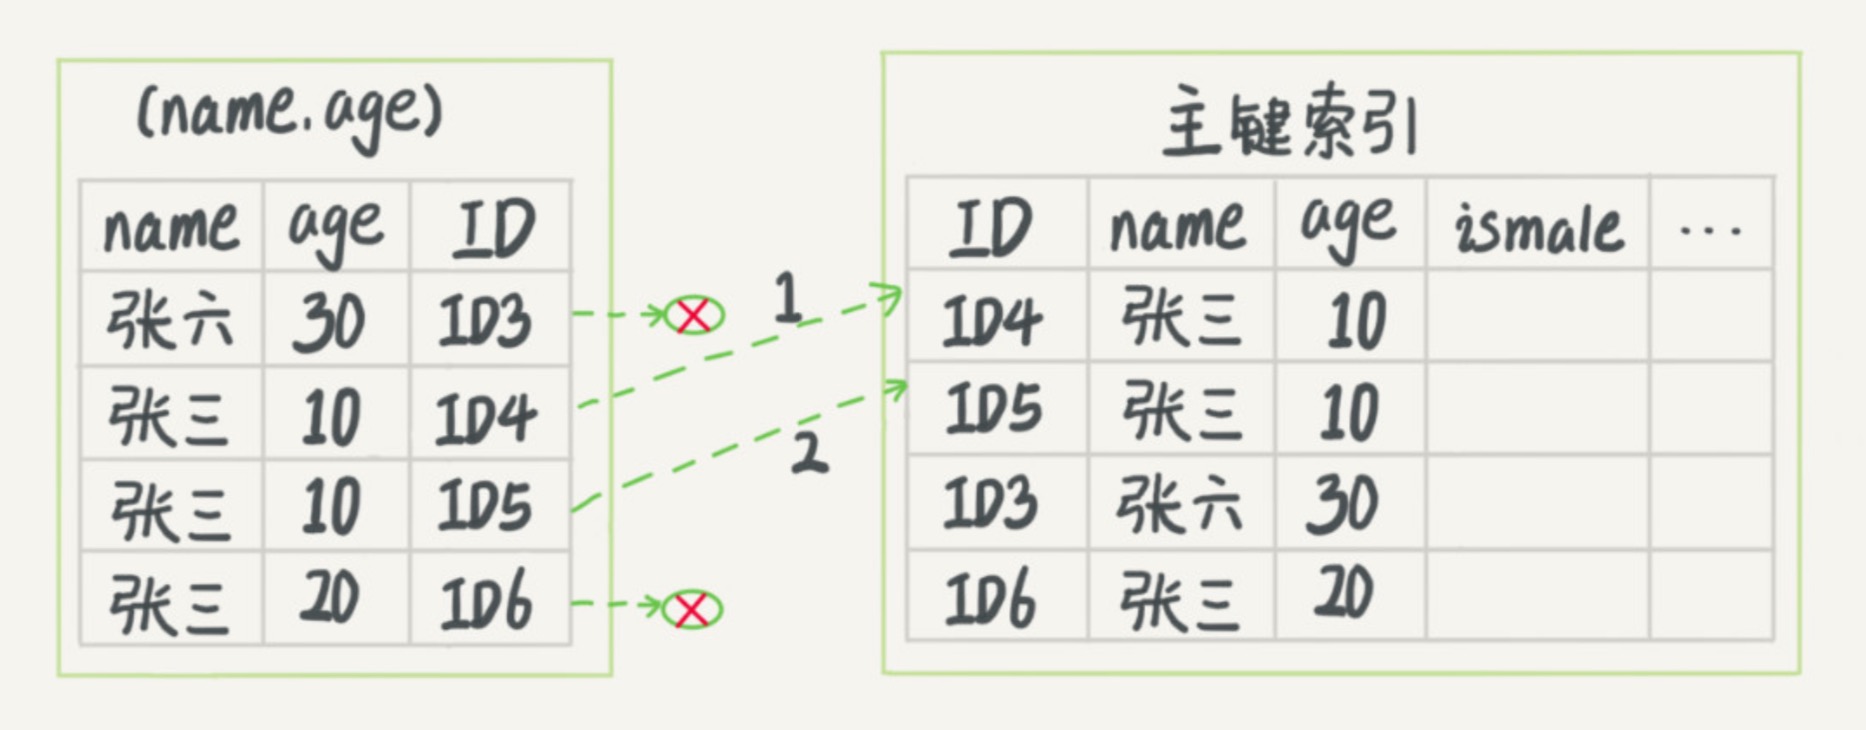 (name.age)
name age ID
张六 30 ID3
张三 10 ID4
张三 10 ID5
张三 20 ID6
1
2
主键索引
ID name age ismale ...
ID4 张三 10
ID5 张三 10
ID3 张六 30
ID6 张三 20